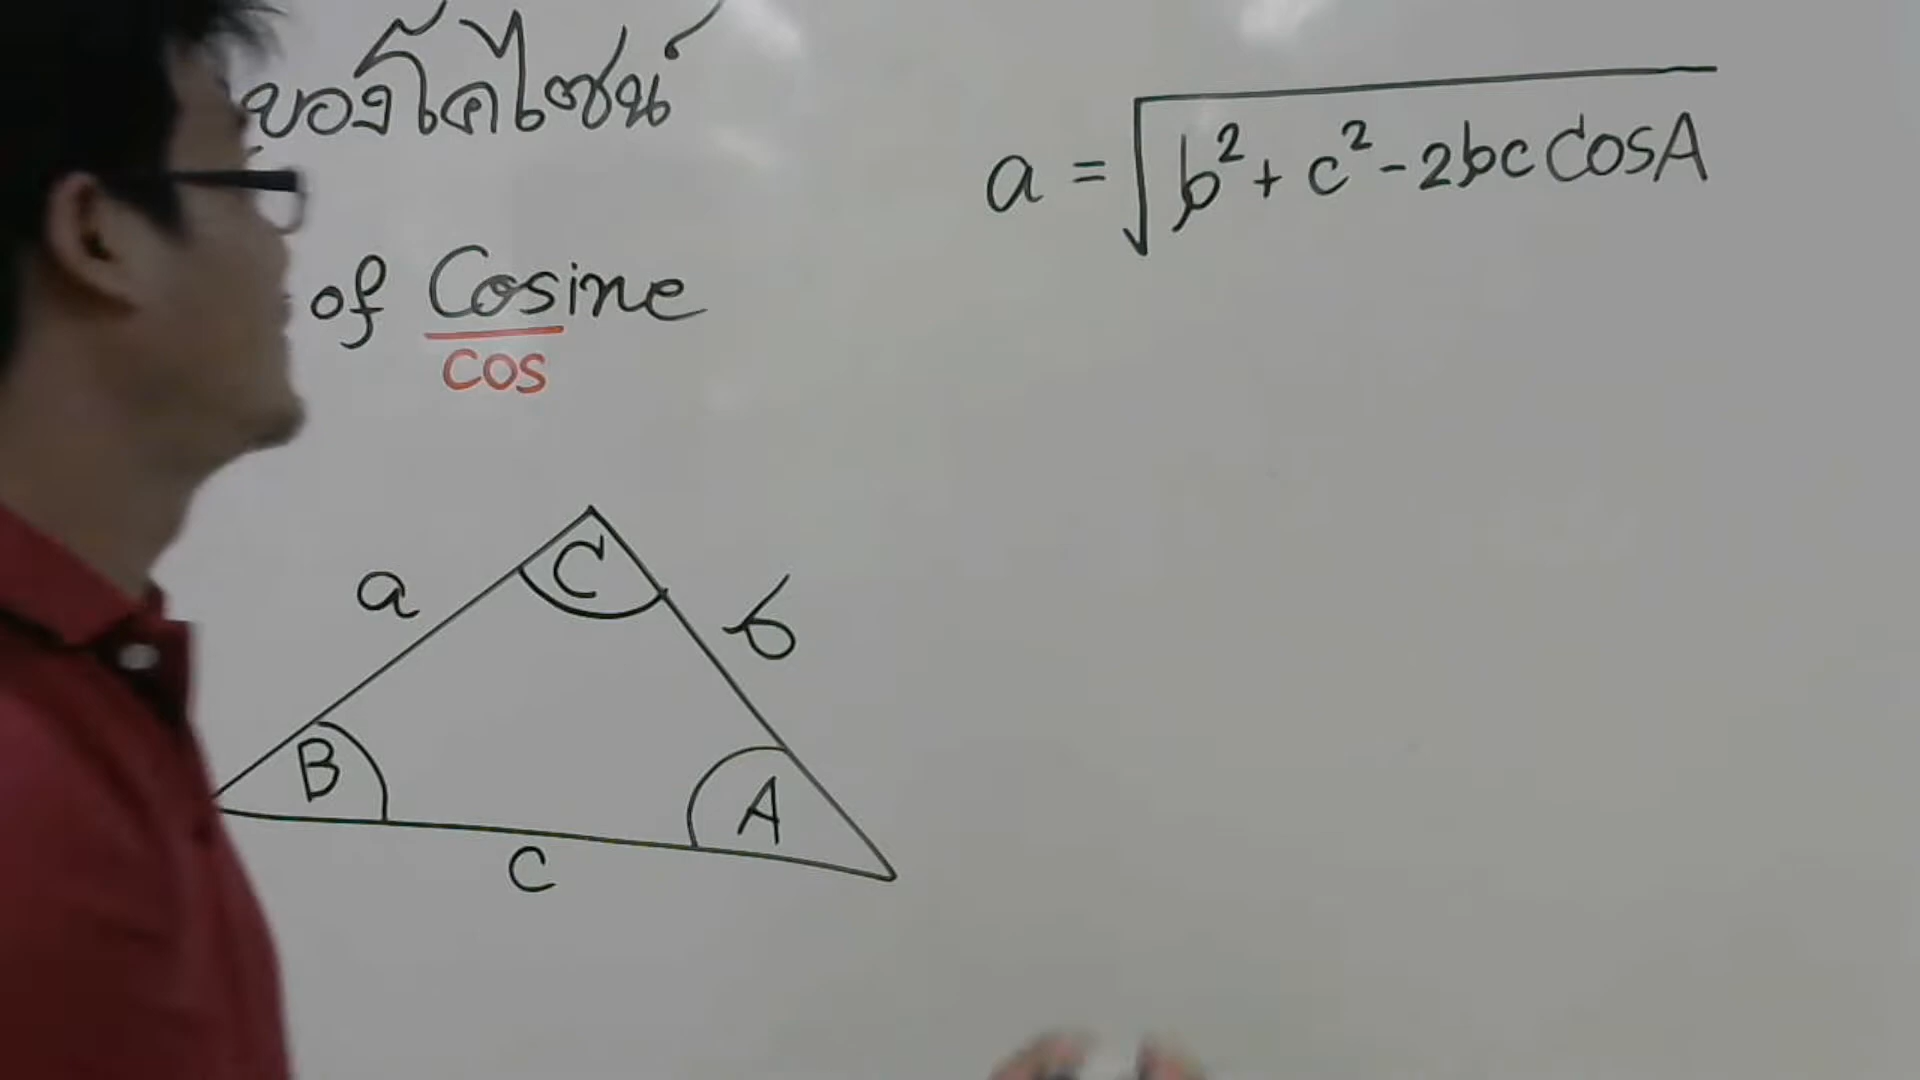 ของโคไซน์
of Cosine
cos
a = √b² + c² - 2bc CosA
C
a
b
B
A
c